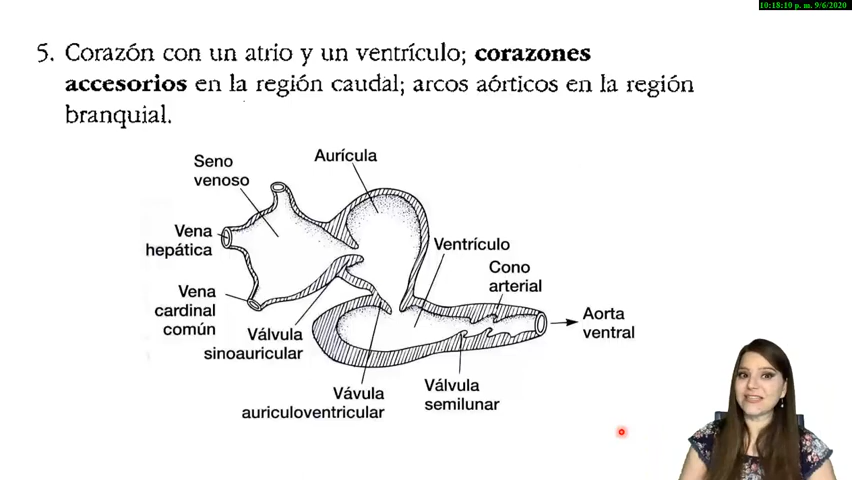 10:18:10 p. m. 9/6/2020
5. Corazón con un atrio y un ventrículo; corazones
accesorios en la región caudal; arcos aórticos en la región
branquial.
Aurícula
Seno
venoso
Vena
hepática
Ventrículo
Cono
arterial
Vena
cardinal
común
Aorta
ventral
Válvula
sinoauricular
Vávula
auriculoventricular
Válvula
semilunar